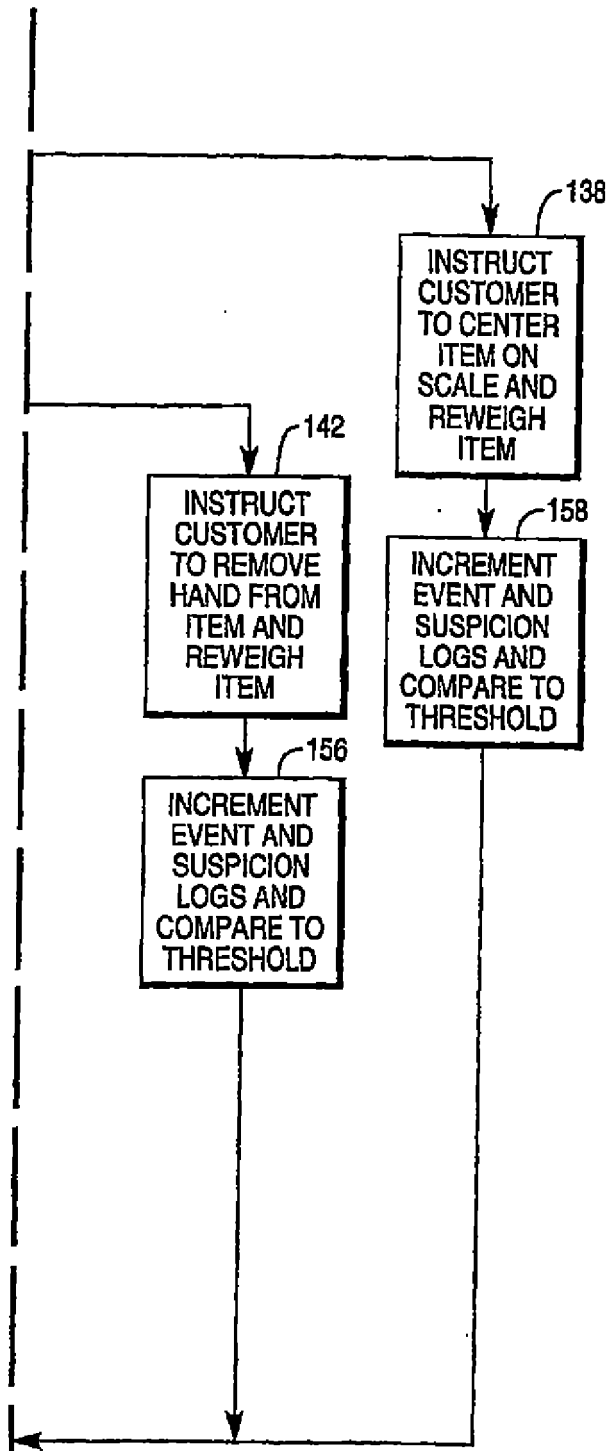 138
INSTRUCT
CUSTOMER
TO CENTER
ITEM ON
SCALE AND
REWEIGH
ITEM
142
INSTRUCT
CUSTOMER
TO REMOVE
HAND FROM
ITEM AND
REWEIGH
ITEM
158
INCREMENT
EVENT AND
SUSPICION
LOGS AND
COMPARE TO
THRESHOLD
156
INCREMENT
EVENT AND
SUSPICION
LOGS AND
COMPARE TO
THRESHOLD